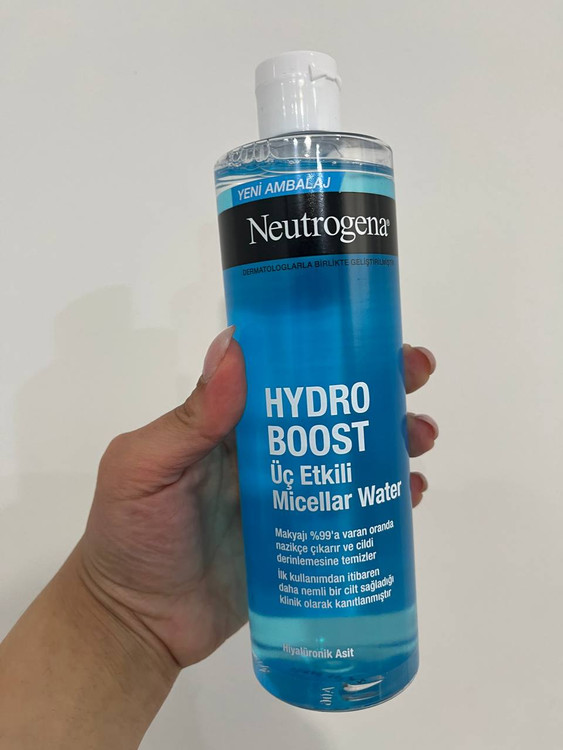 YENİ AMBALAJ
Neutrogena®
DERMATOLOGLARLA BİRLİKTE GELİŞTİRİLMİŞTİR
HYDRO
BOOST
Üç Etkili
Micellar Water
Makyajı %99'a varan oranda
nazikçe çıkarır ve cildi
derinlemesine temizler
İlk kullanımdan itibaren
daha nemli bir cilt sağladığı
klinik olarak kanıtlanmıştır
Hiyalüronik Asit